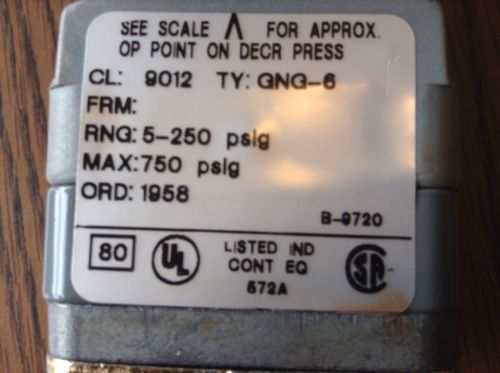 SEE SCALE Λ FOR APPROX.
OP POINT ON DECR PRESS
CL: 9012 TY: GNG-6
FRM:
RNG: 5-250 psig
MAX: 750 psig
ORD: 1958
B-9720
80 UL LISTED IND SA
CONT EQ
572A